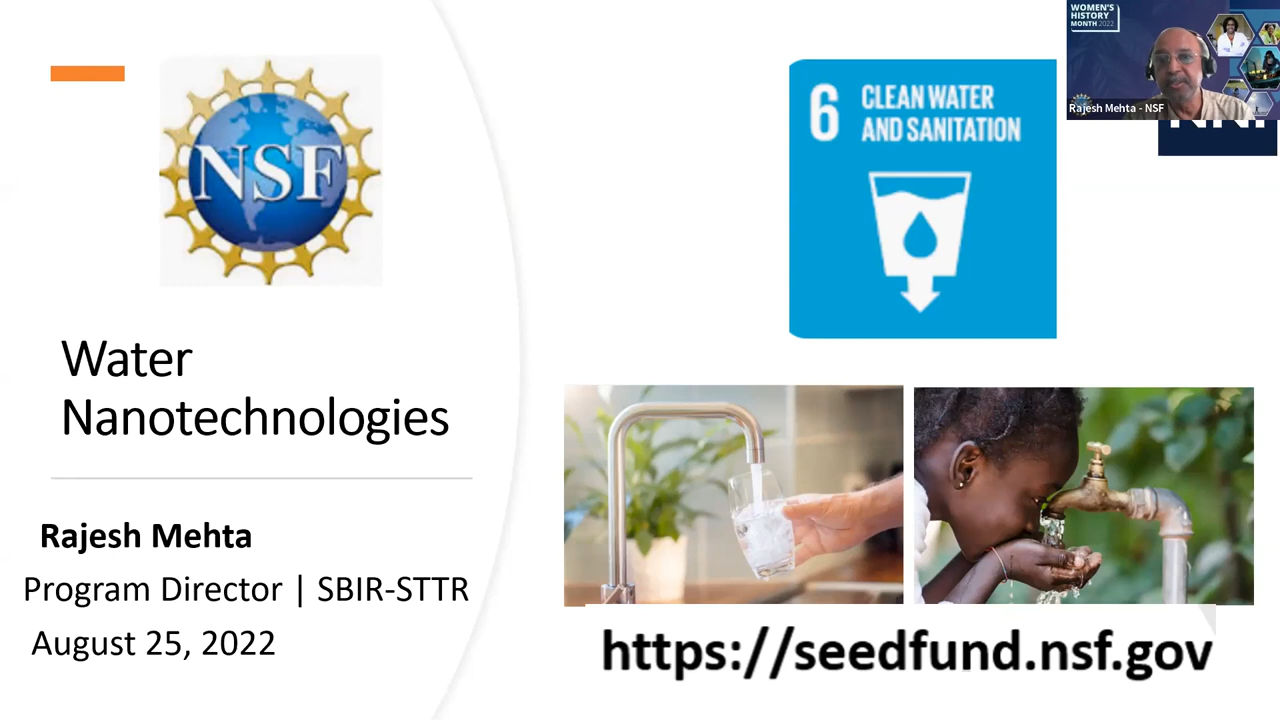 NSF
Water
Nanotechnologies
Rajesh Mehta
Program Director | SBIR-STTR
August 25, 2022
6 CLEAN WATER
AND SANITATION
https://seedfund.nsf.gov
WOMEN'S
HISTORY
MONTH 2022
Rajesh Mehta - NSF